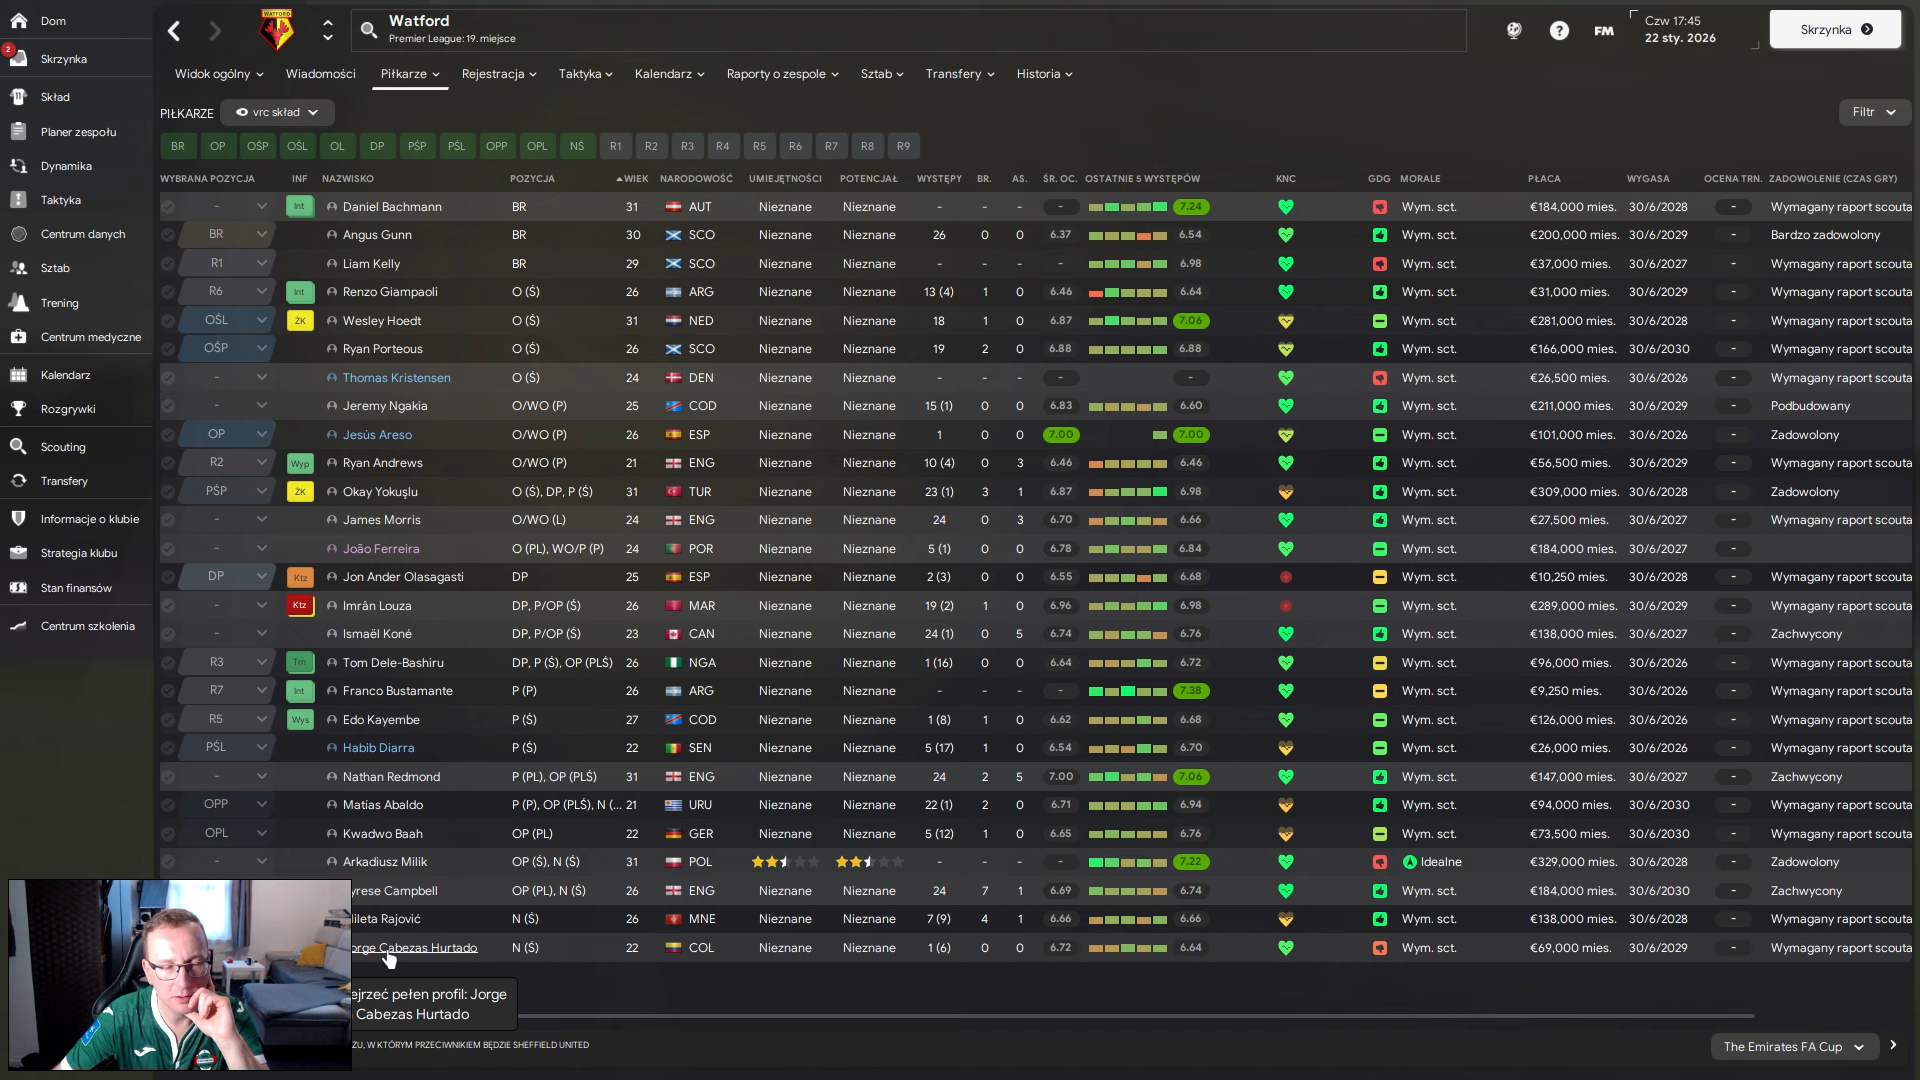 Dom
2
Skrzynka
Skład
Planer zespołu
Dynamika
Taktyka
Centrum danych
Sztab
Trening
Centrum medyczne
Kalendarz
Rozgrywki
Scouting
Transfery
Informacje o klubie
Strategia klubu
Stan finansów
Centrum szkolenia
Watford
Premier League: 19. miejsce
FM
Czw 17:45
22 sty. 2026
Skrzynka
Widok ogólny Wiadomości Piłkarze Rejestracja Taktyka Kalendarz Raporty o zespole Sztab Transfery Historia
PIŁKARZE vrc skład Filtr
BR OP OŚP OŚL OL DP PŚP PŚL OPP OPL NŚ R1 R2 R3 R4 R5 R6 R7 R8 R9
WYBRANA POZYCJA INF NAZWISKO POZYCJA WIEK NARODOWOŚĆ UMIEJĘTNOŚCI POTENCJAŁ WYSTĘPY BR. AS. ŚR. OC. OSTATNIE 5 WYSTĘPÓW KNC GDG MORALE PŁACA WYGASA OCENA TRN. ZADOWOLENIE (CZAS GRY)
- Int Daniel Bachmann BR 31 AUT Nieznane Nieznane - - - - 7.24 Wym. sct. €184,000 mies. 30/6/2028 - Wymagany raport scouta
BR Angus Gunn BR 30 SCO Nieznane Nieznane 26 0 0 6.37 6.54 Wym. sct. €200,000 mies. 30/6/2029 - Bardzo zadowolony
R1 Liam Kelly BR 29 SCO Nieznane Nieznane - - - - 6.98 Wym. sct. €37,000 mies. 30/6/2027 - Wymagany raport scouta
R6 Int Renzo Giampaoli O (Ś) 26 ARG Nieznane Nieznane 13 (4) 1 0 6.46 6.64 Wym. sct. €31,000 mies. 30/6/2029 - Wymagany raport scouta
OŚL ŻK Wesley Hoedt O (Ś) 31 NED Nieznane Nieznane 18 1 0 6.87 7.06 Wym. sct. €281,000 mies. 30/6/2028 - Wymagany raport scouta
OŚP Ryan Porteous O (Ś) 26 SCO Nieznane Nieznane 19 2 0 6.88 6.88 Wym. sct. €166,000 mies. 30/6/2030 - Wymagany raport scouta
- Thomas Kristensen O (Ś) 24 DEN Nieznane Nieznane - - - - - Wym. sct. €26,500 mies. 30/6/2026 - Wymagany raport scouta
- Jeremy Ngakia O/WO (P) 25 COD Nieznane Nieznane 15 (1) 0 0 6.83 6.60 Wym. sct. €211,000 mies. 30/6/2029 - Podbudowany
OP Jesús Areso O/WO (P) 26 ESP Nieznane Nieznane 1 0 0 7.00 7.00 Wym. sct. €101,000 mies. 30/6/2026 - Zadowolony
R2 Wyp Ryan Andrews O/WO (P) 21 ENG Nieznane Nieznane 10 (4) 0 3 6.46 6.46 Wym. sct. €56,500 mies. 30/6/2029 - Wymagany raport scouta
PŚP ŻK Okay Yokuşlu O (Ś), DP, P (Ś) 31 TUR Nieznane Nieznane 23 (1) 3 1 6.87 6.98 Wym. sct. €309,000 mies. 30/6/2028 - Zadowolony
- James Morris O/WO (L) 24 ENG Nieznane Nieznane 24 0 3 6.70 6.66 Wym. sct. €27,500 mies. 30/6/2027 - Wymagany raport scouta
- João Ferreira O (PL), WO/P (P) 24 POR Nieznane Nieznane 5 (1) 0 0 6.78 6.84 Wym. sct. €184,000 mies. 30/6/2027 -
DP Ktz Jon Ander Olasagasti DP 25 ESP Nieznane Nieznane 2 (3) 0 0 6.55 6.68 Wym. sct. €10,250 mies. 30/6/2028 - Wymagany raport scouta
- Ktz Imrân Louza DP, P/OP (Ś) 26 MAR Nieznane Nieznane 19 (2) 1 0 6.96 6.98 Wym. sct. €289,000 mies. 30/6/2029 - Wymagany raport scouta
- Ismaël Koné DP, P/OP (Ś) 23 CAN Nieznane Nieznane 24 (1) 0 5 6.74 6.76 Wym. sct. €138,000 mies. 30/6/2027 - Zachwycony
R3 Trn Tom Dele-Bashiru DP, P (Ś), OP (PLŚ) 26 NGA Nieznane Nieznane 1 (16) 0 0 6.64 6.72 Wym. sct. €96,000 mies. 30/6/2027 - Wymagany raport scouta
R7 Int Franco Bustamante P (P) 26 ARG Nieznane Nieznane - - - - 7.38 Wym. sct. €9,250 mies. 30/6/2026 - Wymagany raport scouta
R5 Wys Edo Kayembe P (Ś) 27 COD Nieznane Nieznane 1 (8) 1 0 6.62 6.68 Wym. sct. €126,000 mies. 30/6/2026 - Wymagany raport scouta
PŚL Habib Diarra P (Ś) 22 SEN Nieznane Nieznane 5 (17) 1 0 6.54 6.70 Wym. sct. €26,000 mies. 30/6/2026 - Wymagany raport scouta
- Nathan Redmond P (PL), OP (PLŚ) 31 ENG Nieznane Nieznane 24 2 5 7.00 7.06 Wym. sct. €147,000 mies. 30/6/2027 - Zachwycony
OPP Matías Abaldo P (P), OP (PLŚ), N (... 21 URU Nieznane Nieznane 22 (1) 2 0 6.71 6.94 Wym. sct. €94,000 mies. 30/6/2030 - Wymagany raport scouta
OPL Kwadwo Baah OP (PL) 22 GER Nieznane Nieznane 5 (12) 1 0 6.65 6.76 Wym. sct. €73,500 mies. 30/6/2030 - Wymagany raport scouta
- Arkadiusz Milik OP (Ś), N (Ś) 31 POL - - - - 7.22 Idealne €329,000 mies. 30/6/2028 - Zadowolony
yrese Campbell OP (PL), N (Ś) 26 ENG Nieznane Nieznane 24 7 1 6.69 6.74 Wym. sct. €184,000 mies. 30/6/2030 - Zachwycony
ileta Rajović N (Ś) 26 MNE Nieznane Nieznane 7 (9) 4 1 6.66 6.66 Wym. sct. €138,000 mies. 30/6/2028 - Wymagany raport scouta
orge Cabezas Hurtado N (Ś) 22 COL Nieznane Nieznane 1 (6) 0 0 6.72 6.64 Wym. sct. €69,000 mies. 30/6/2029 - Wymagany raport scouta
ejrzeć pełen profil: Jorge
Cabezas Hurtado
ZU, W KTÓRYM PRZECIWNIKIEM BĘDZIE SHEFFIELD UNITED
The Emirates FA Cup